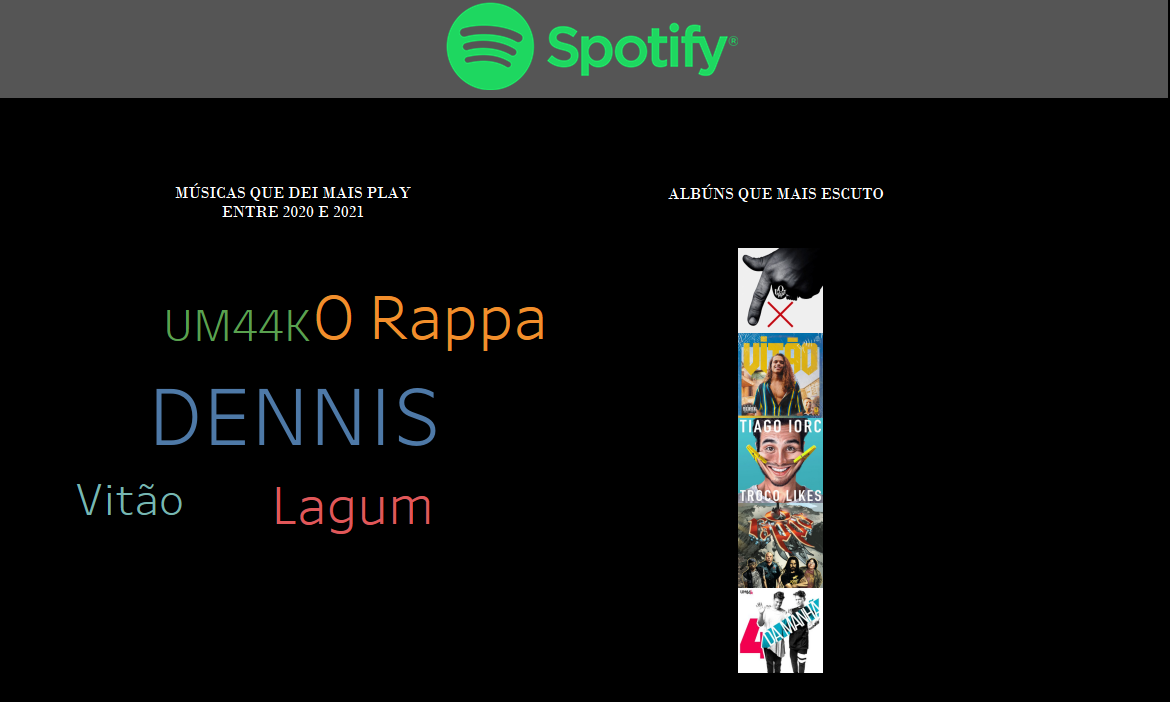 Spotify®
MÚSICAS QUE DEI MAIS PLAY
ENTRE 2020 E 2021
ALBÚNS QUE MAIS ESCUTO
UM44K
O Rappa
DENNIS
Vitão
Lagum
VITÃO
TIAGO IORC
TROCO LIKES
4
DA MANHÃ